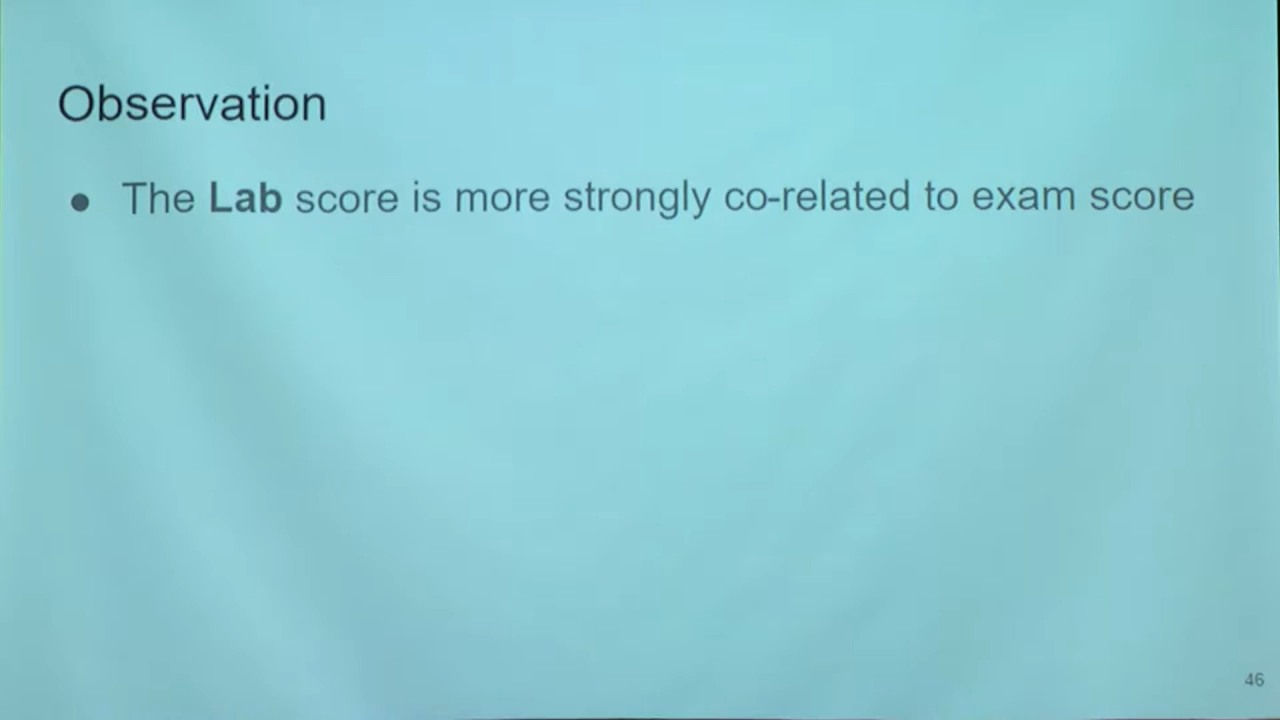 Observation
● The Lab score is more strongly co-related to exam score
46